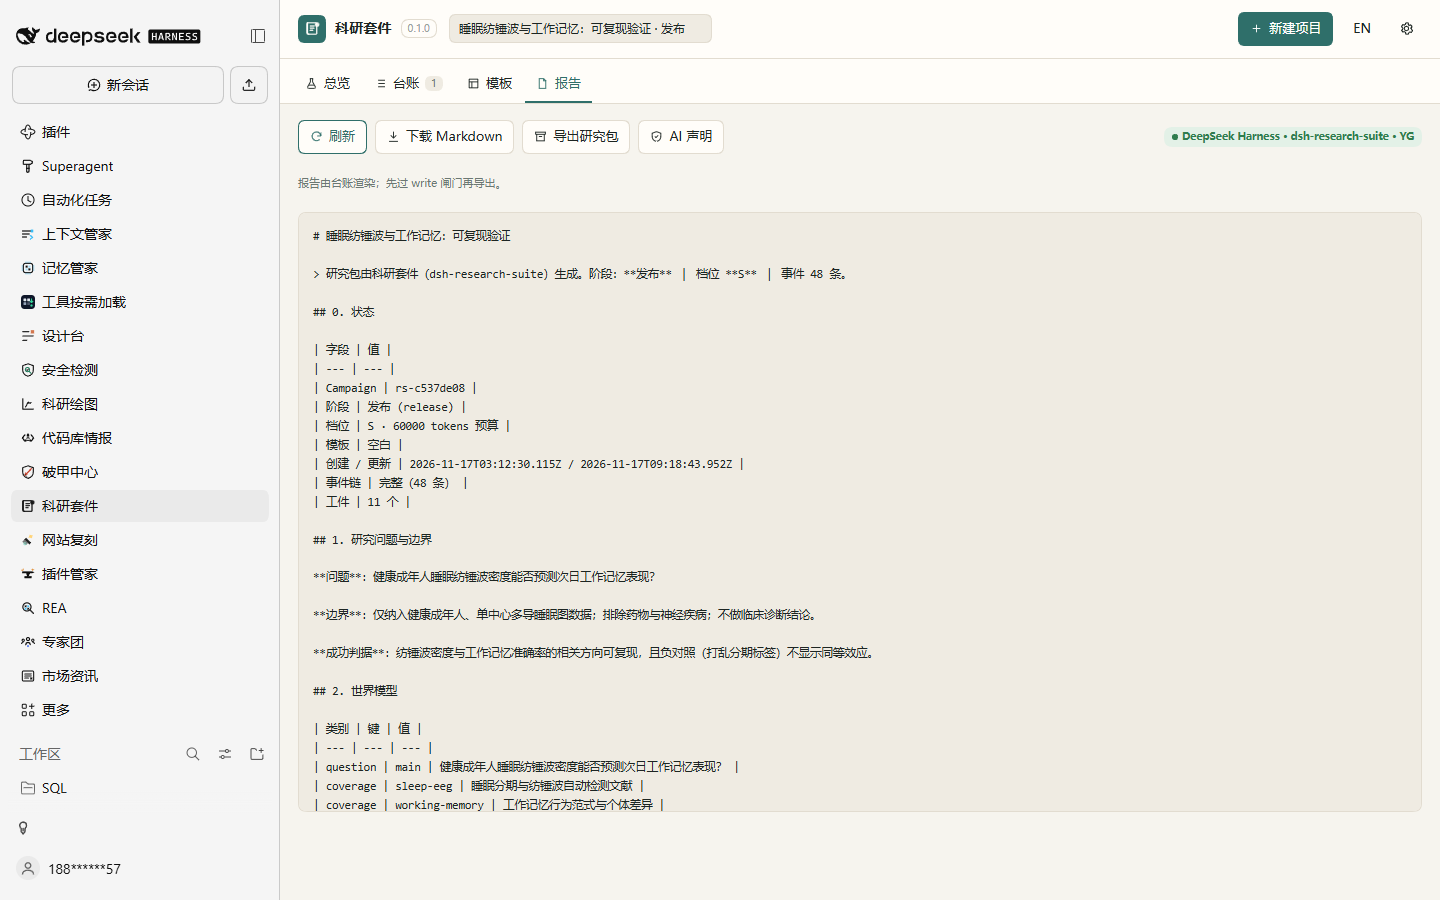 deepseek HARNESS
新会话
插件
Superagent
自动化任务
上下文管家
记忆管家
工具按需加载
设计台
安全检测
科研绘图
代码库情报
破甲中心
科研套件
网站复刻
插件管家
REA
专家团
市场资讯
更多
工作区
SQL
188******57
科研套件 0.1.0 睡眠纺锤波与工作记忆：可复现验证 · 发布
+ 新建项目 EN
总览 台账 1 模板 报告
刷新 下载 Markdown 导出研究包 AI 声明
DeepSeek Harness • dsh-research-suite • YG
报告由台账渲染；先过 write 闸门再导出。
# 睡眠纺锤波与工作记忆：可复现验证
> 研究包由科研套件（dsh-research-suite）生成。阶段：**发布** | 档位 **S** | 事件 48 条。
## 0. 状态
| 字段 | 值 |
| --- | --- |
| Campaign | rs-c537de08 |
| 阶段 | 发布（release） |
| 档位 | S · 60000 tokens 预算 |
| 模板 | 空白 |
| 创建 / 更新 | 2026-11-17T03:12:30.115Z / 2026-11-17T09:18:43.952Z |
| 事件链 | 完整（48 条） |
| 工件 | 11 个 |
## 1. 研究问题与边界
**问题**：健康成年人睡眠纺锤波密度能否预测次日工作记忆表现？
**边界**：仅纳入健康成年人、单中心多导睡眠图数据；排除药物与神经疾病；不做临床诊断结论。
**成功判据**：纺锤波密度与工作记忆准确率的相关方向可复现，且负对照（打乱分期标签）不显示同等效应。
## 2. 世界模型
| 类别 | 键 | 值 |
| --- | --- | --- |
| question | main | 健康成年人睡眠纺锤波密度能否预测次日工作记忆表现？ |
| coverage | sleep-eeg | 睡眠分期与纺锤波自动检测文献 |
| coverage | working-memory | 工作记忆行为范式与个体差异 |